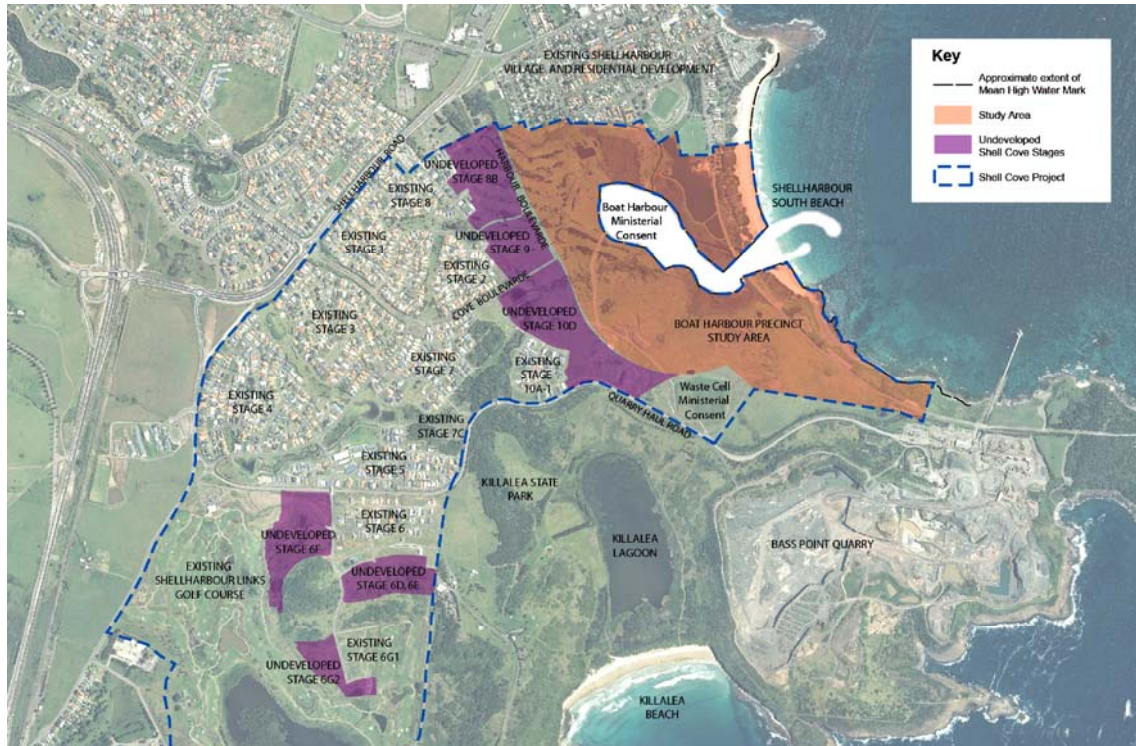 EXISTING SHELLHARBOUR
VILLAGE AND RESIDENTIAL DEVELOPMENT
Key
Approximate extent of
Mean High Water Mark
Study Area
Undeveloped
Shell Cove Stages
Shell Cove Project
SHELLHARBOUR ROAD
UNDEVELOPED
STAGE 8B
HARBOUR BOULEVARDE
EXISTING
STAGE 8
SHELLHARBOUR
SOUTH BEACH
Boat Harbour
Ministerial
Consent
EXISTING
STAGE 1
UNDEVELOPED
STAGE 9
EXISTING
STAGE 2
COVE BOULEVARDE
EXISTING
STAGE 3
UNDEVELOPED
STAGE 10D
BOAT HARBOUR PRECINCT
STUDY AREA
EXISTING
STAGE 7
EXISTING
STAGE
10A-1
EXISTING
STAGE 4
Waste Cell
Ministerial
Consent
QUARRY HAUL ROAD
EXISTING
STAGE 7C
EXISTING
STAGE 5
KILLALEA STATE
PARK
EXISTING
STAGE 6
UNDEVELOPED
STAGE 6F
KILLALEA
LAGOON
BASS POINT QUARRY
EXISTING
SHELLHARBOUR LINKS
GOLF COURSE
UNDEVELOPED
STAGE 6D, 6E
EXISTING
STAGE 6G1
UNDEVELOPED
STAGE 6G2
KILLALEA
BEACH